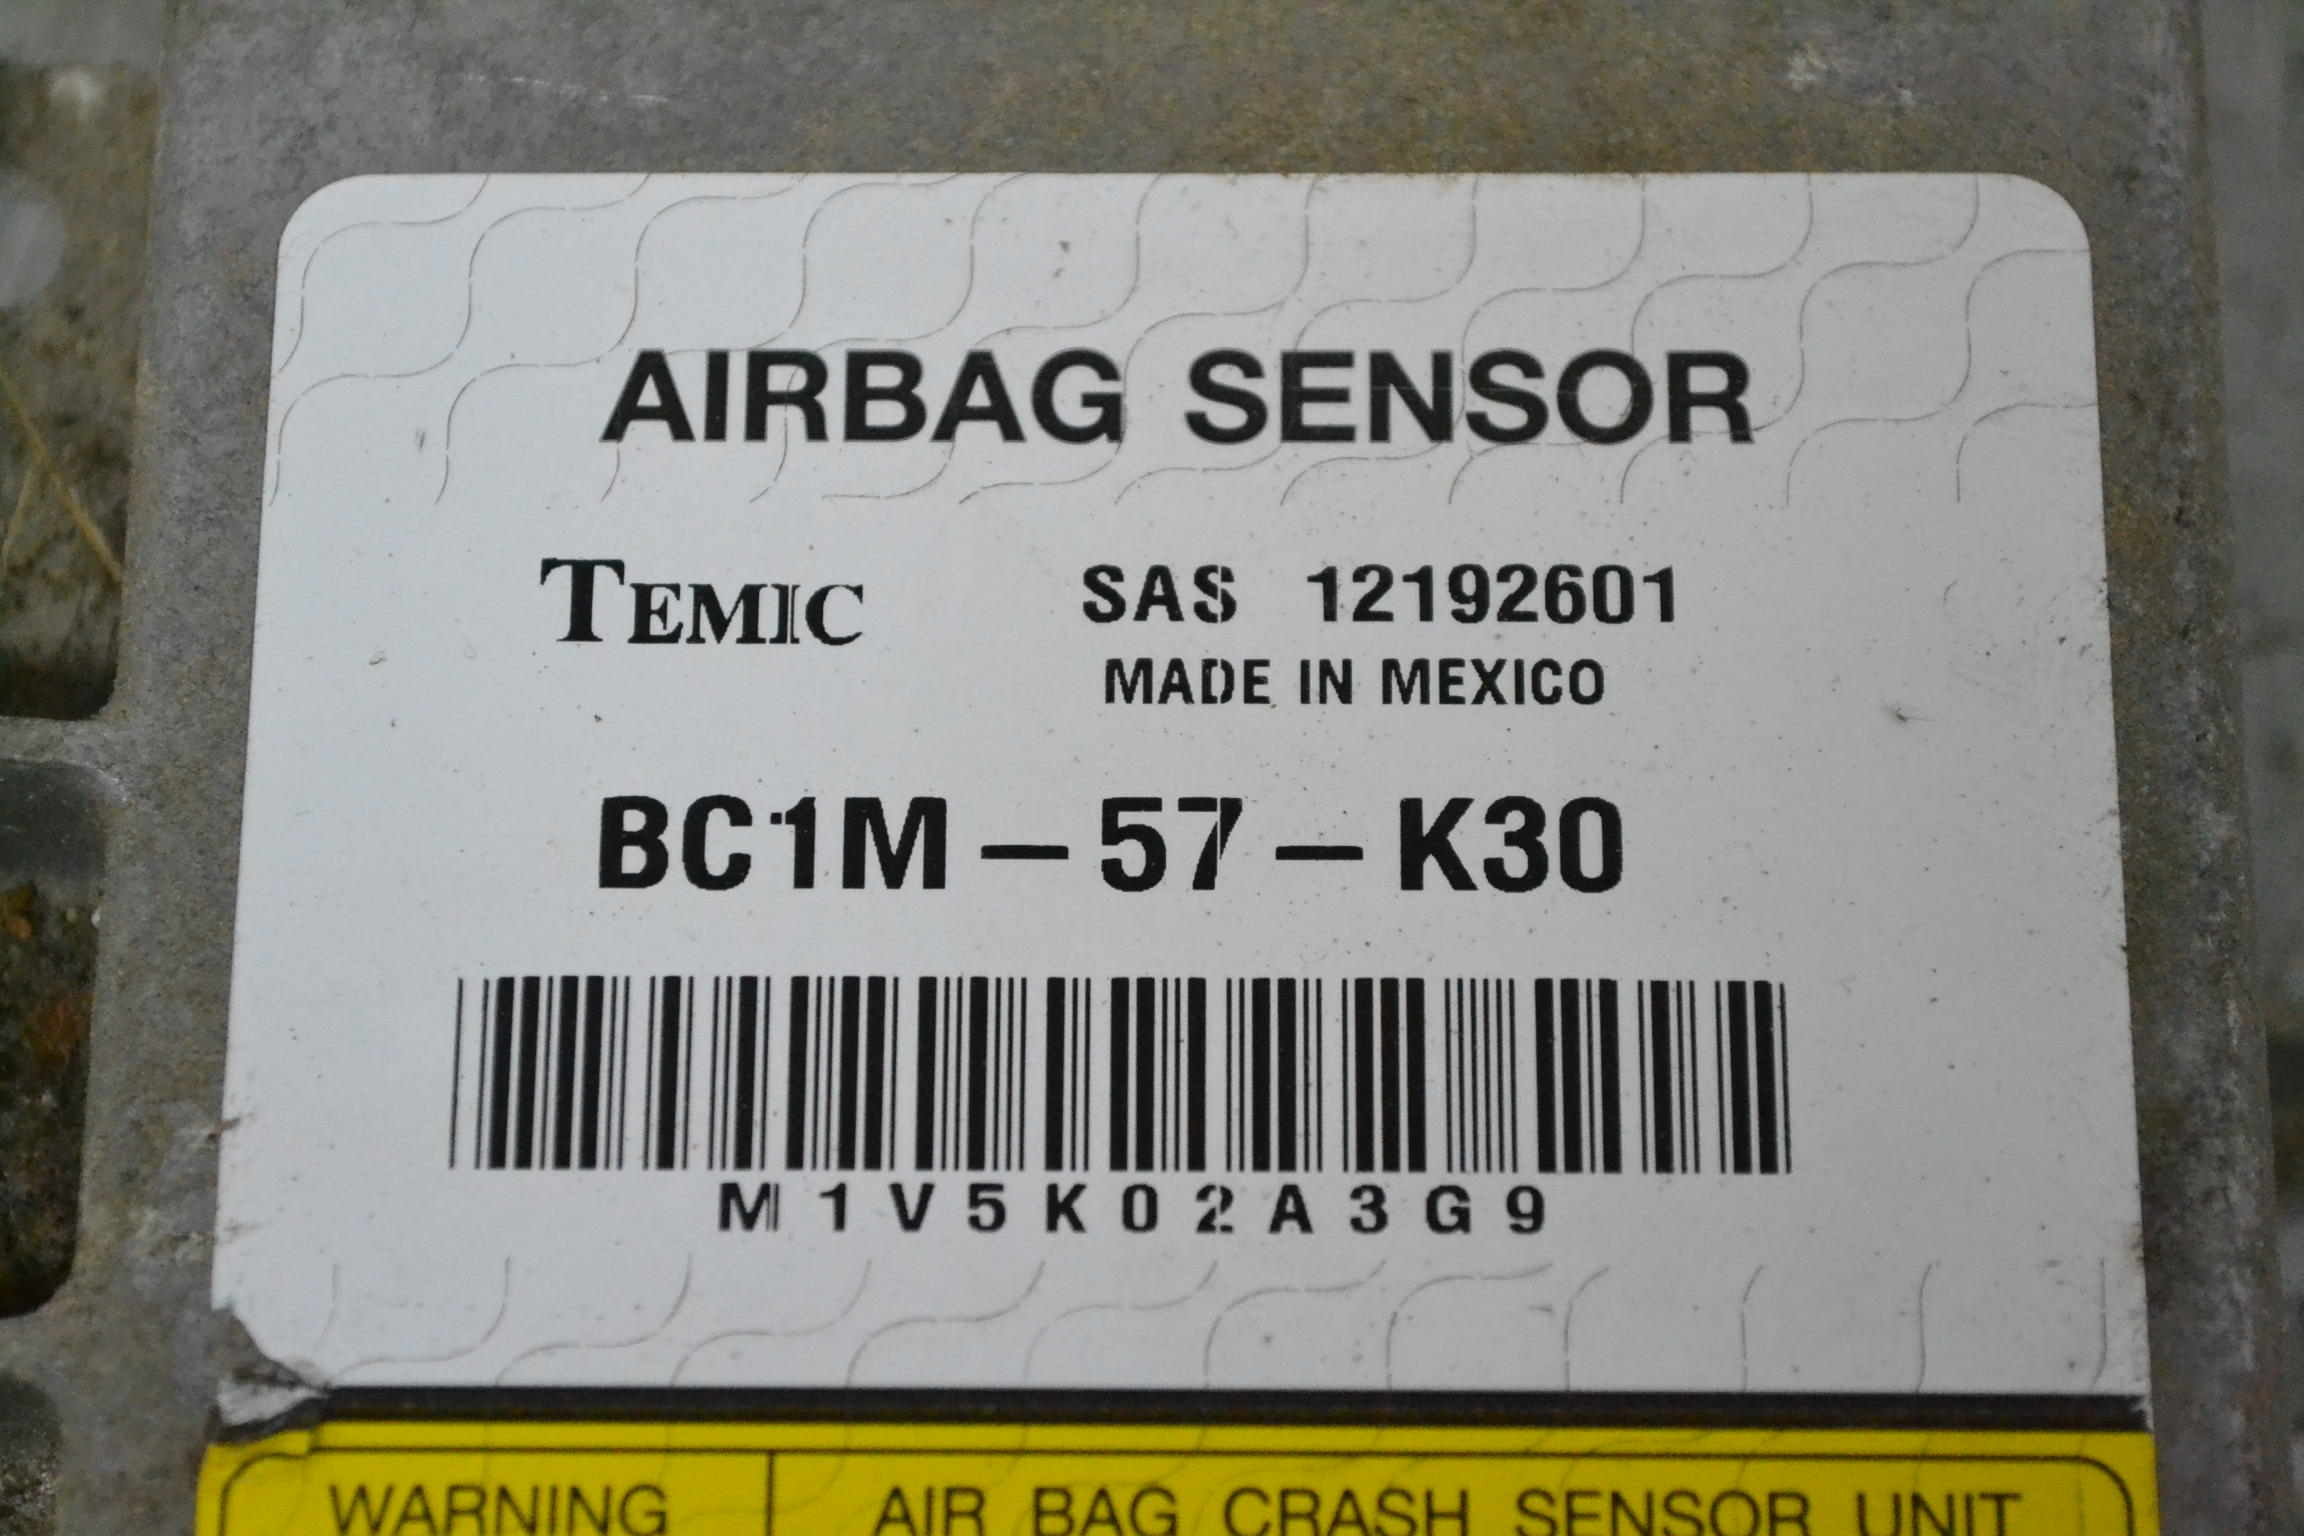 AIRBAG SENSOR
TEMIC
SAS 12192601
MADE IN MEXICO
BC1M-57-K30
M1V5K02A3G9
WARNING
AIR BAG CRASH SENSOR UNIT